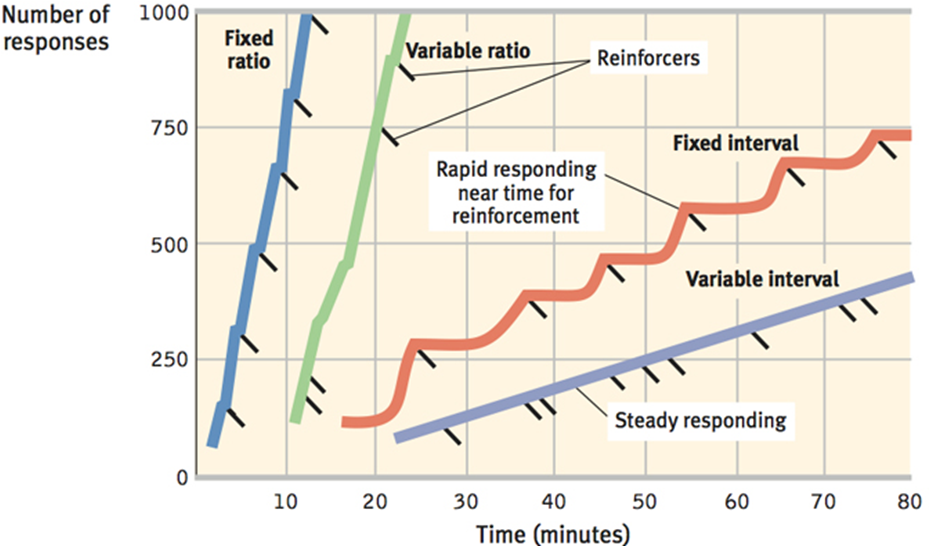 Number of
responses
1000
750
500
250
0
Fixed
ratio
Variable ratio
Reinforcers
Fixed interval
Rapid responding
near time for
reinforcement
Variable interval
Steady responding
10 20 30 40 50 60 70 80
Time (minutes)